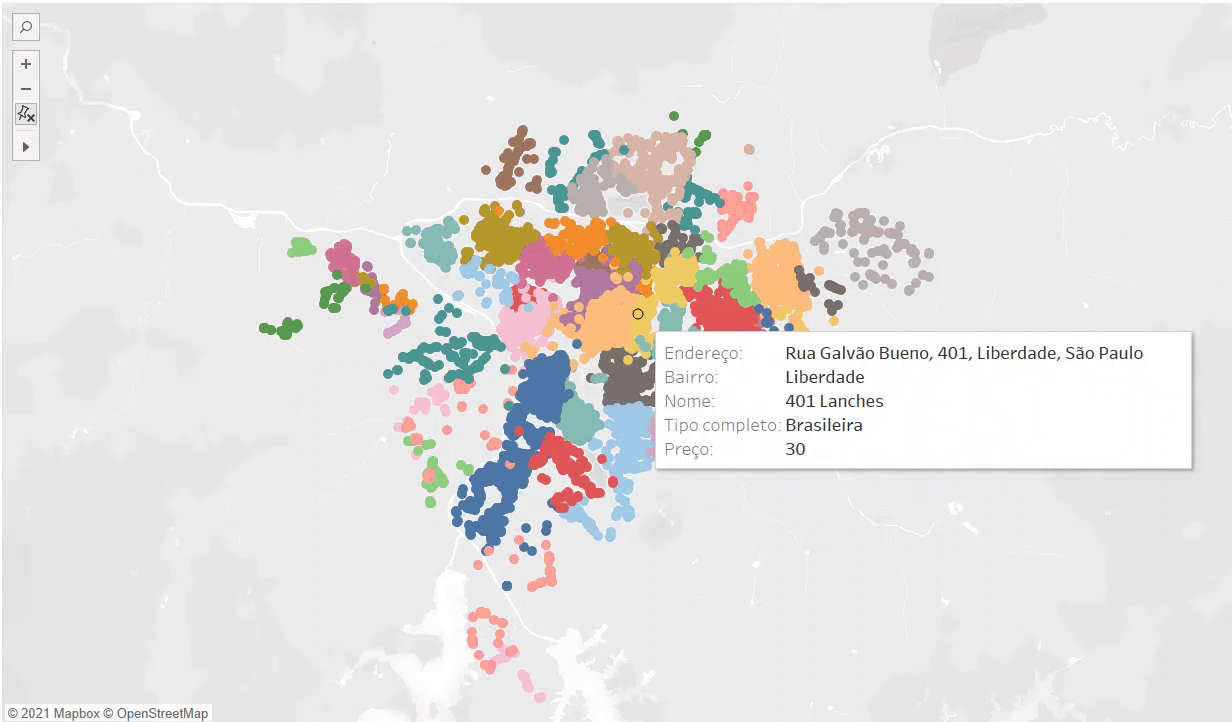 Endereço: Rua Galvão Bueno, 401, Liberdade, São Paulo
Bairro: Liberdade
Nome: 401 Lanches
Tipo completo: Brasileira
Preço: 30
© 2021 Mapbox © OpenStreetMap